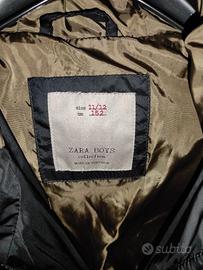 size 11/12
cm 152
ZARA BOYS
collection
subito